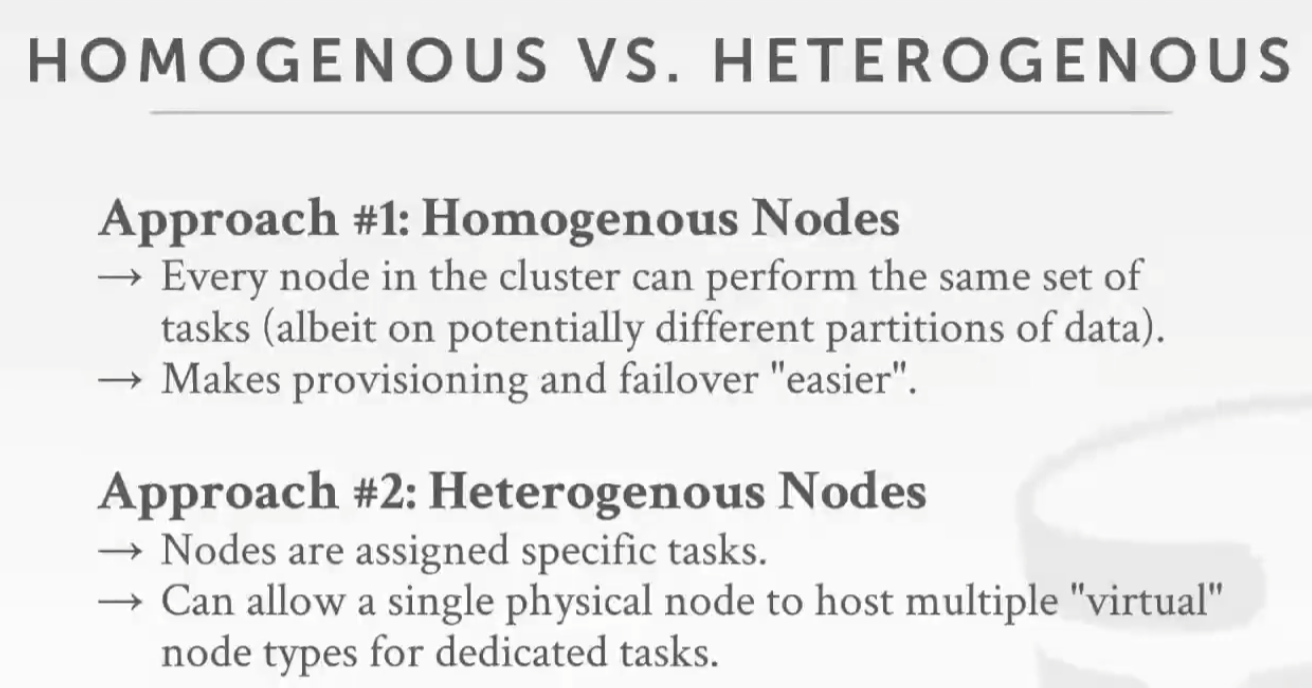 HOMOGENOUS VS. HETEROGENOUS
Approach #1: Homogenous Nodes
→ Every node in the cluster can perform the same set of
tasks (albeit on potentially different partitions of data).
→ Makes provisioning and failover "easier".
Approach #2: Heterogenous Nodes
→ Nodes are assigned specific tasks.
→ Can allow a single physical node to host multiple "virtual"
node types for dedicated tasks.